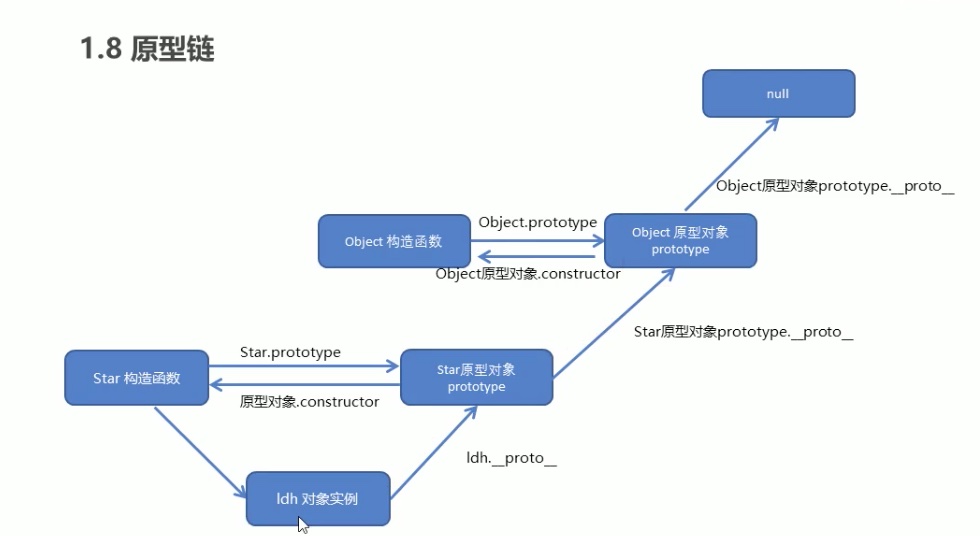 1.8 原型链
null
Object原型对象prototype.__proto__
Object.prototype
Object 构造函数
Object 原型对象
prototype
Object原型对象.constructor
Star原型对象prototype.__proto__
Star.prototype
Star 构造函数
Star原型对象
prototype
原型对象.constructor
ldh.__proto__
ldh 对象实例